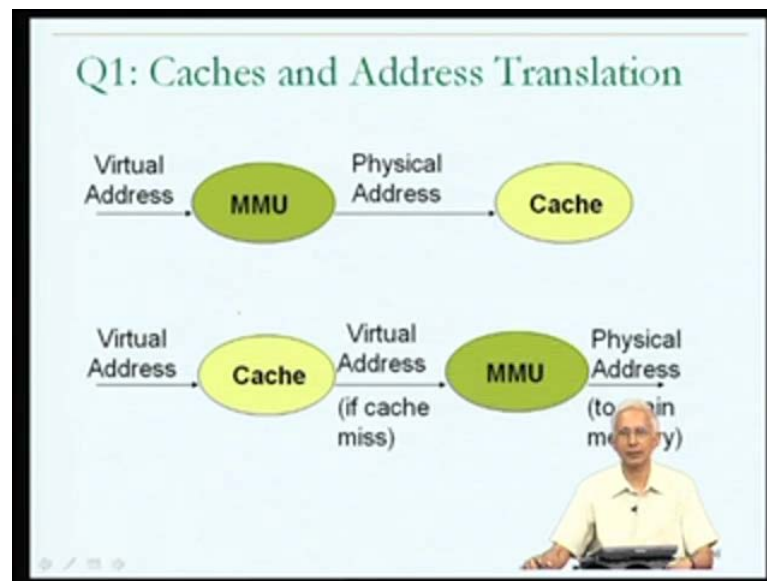 Q1: Caches and Address Translation
Virtual
Address
MMU
Physical
Address
Cache
Virtual
Address
Cache
Virtual
Address
(if cache
miss)
MMU
Physical
Address